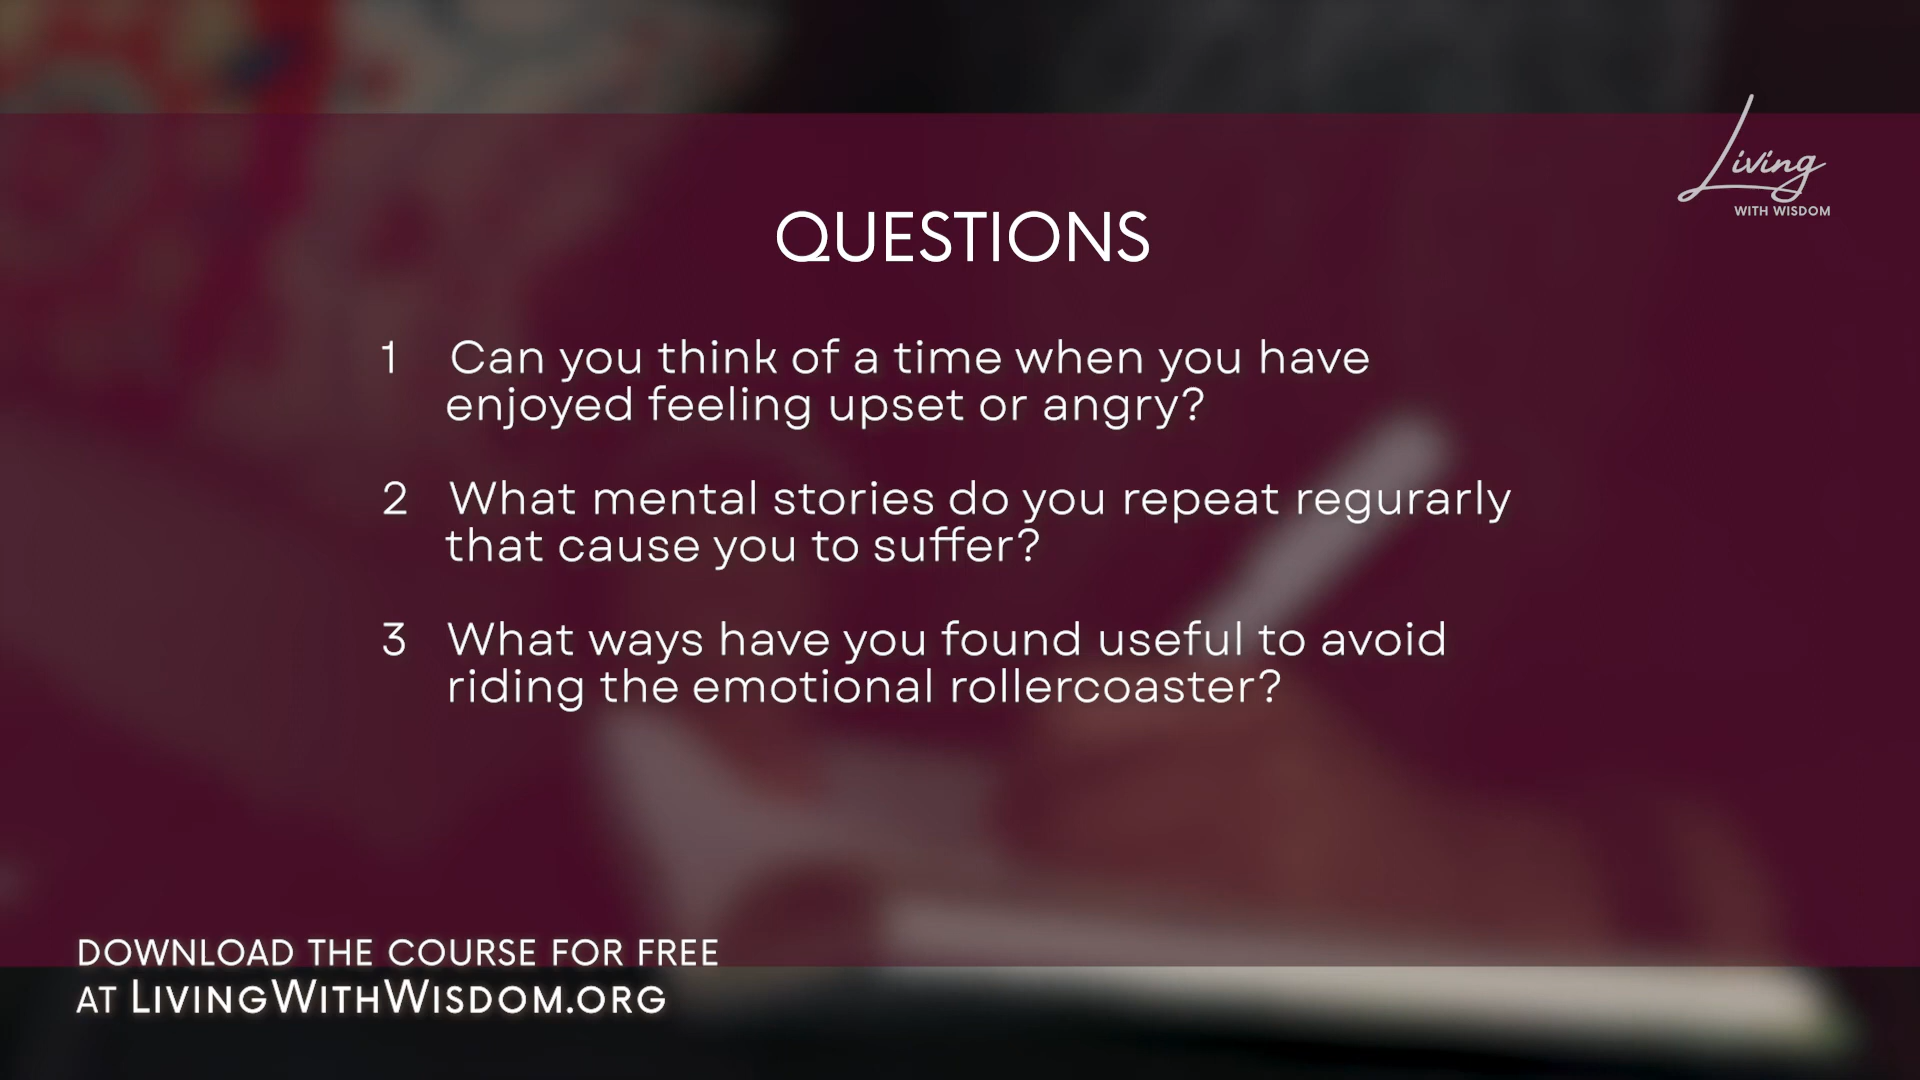 Living
WITH WISDOM
QUESTIONS
1 Can you think of a time when you have
enjoyed feeling upset or angry?
2 What mental stories do you repeat regurarly
that cause you to suffer?
3 What ways have you found useful to avoid
riding the emotional rollercoaster?
DOWNLOAD THE COURSE FOR FREE
AT LIVINGWITHWISDOM.ORG